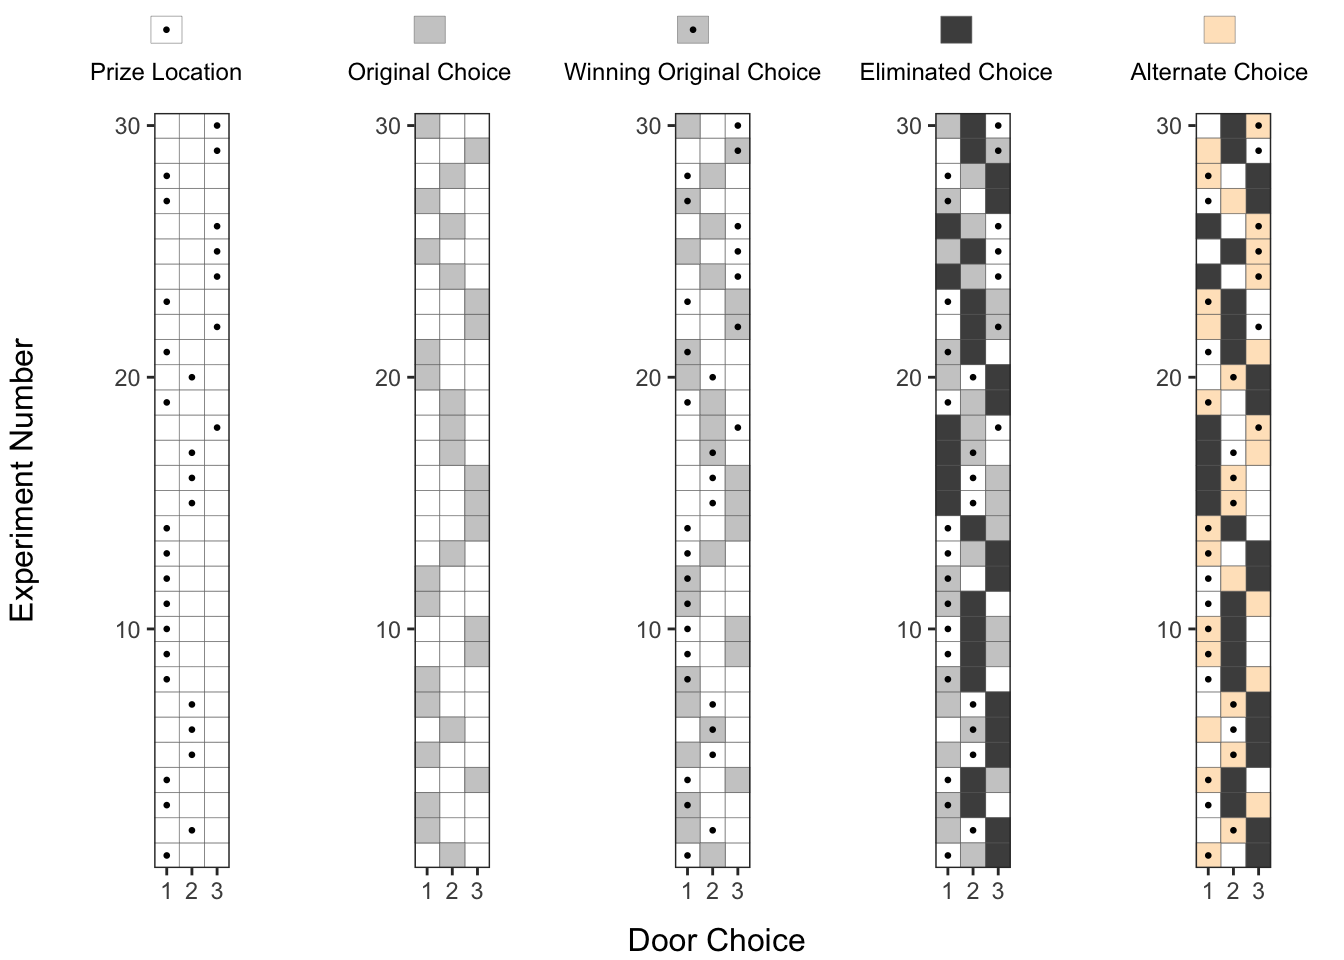 Prize Location
Original Choice
Winning Original Choice
Eliminated Choice
Alternate Choice
30 30 30 30 30
20 20 20 20 20
10 10 10 10 10
1 2 3 1 2 3 1 2 3 1 2 3 1 2 3
Experiment Number
Door Choice